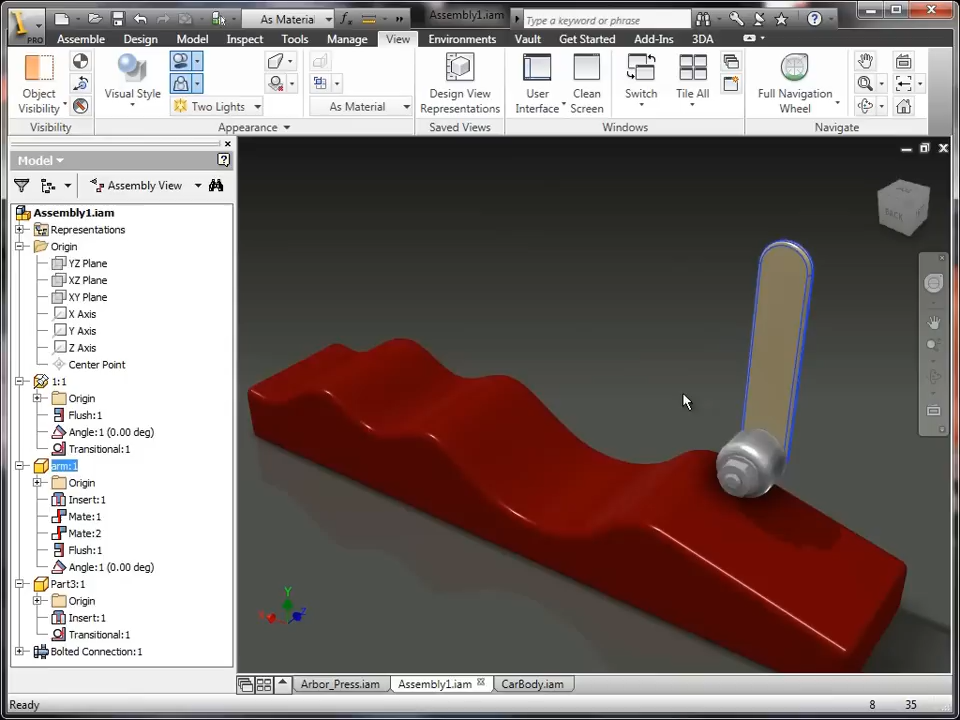 PRO
As Material
Assembly1.iam
Type a keyword or phrase
Assemble Design Model Inspect Tools Manage View Environments Vault Get Started Add-Ins 3DA
Object
Visibility
Visual Style
Two Lights
As Material
Design View
Representations
User
Interface
Clean
Screen
Switch
Tile All
Full Navigation
Wheel
Visibility Appearance Saved Views Windows Navigate
Model
Assembly View
Assembly1.iam
Representations
Origin
YZ Plane
XZ Plane
XY Plane
X Axis
Y Axis
Z Axis
Center Point
1:1
Origin
Flush:1
Angle:1 (0.00 deg)
Transitional:1
arm:1
Origin
Insert:1
Mate:1
Mate:2
Flush:1
Angle:1 (0.00 deg)
Part3:1
Origin
Insert:1
Transitional:1
Bolted Connection:1
BACK
Y
X
Z
Arbor_Press.iam Assembly1.iam CarBody.iam
Ready 8 35